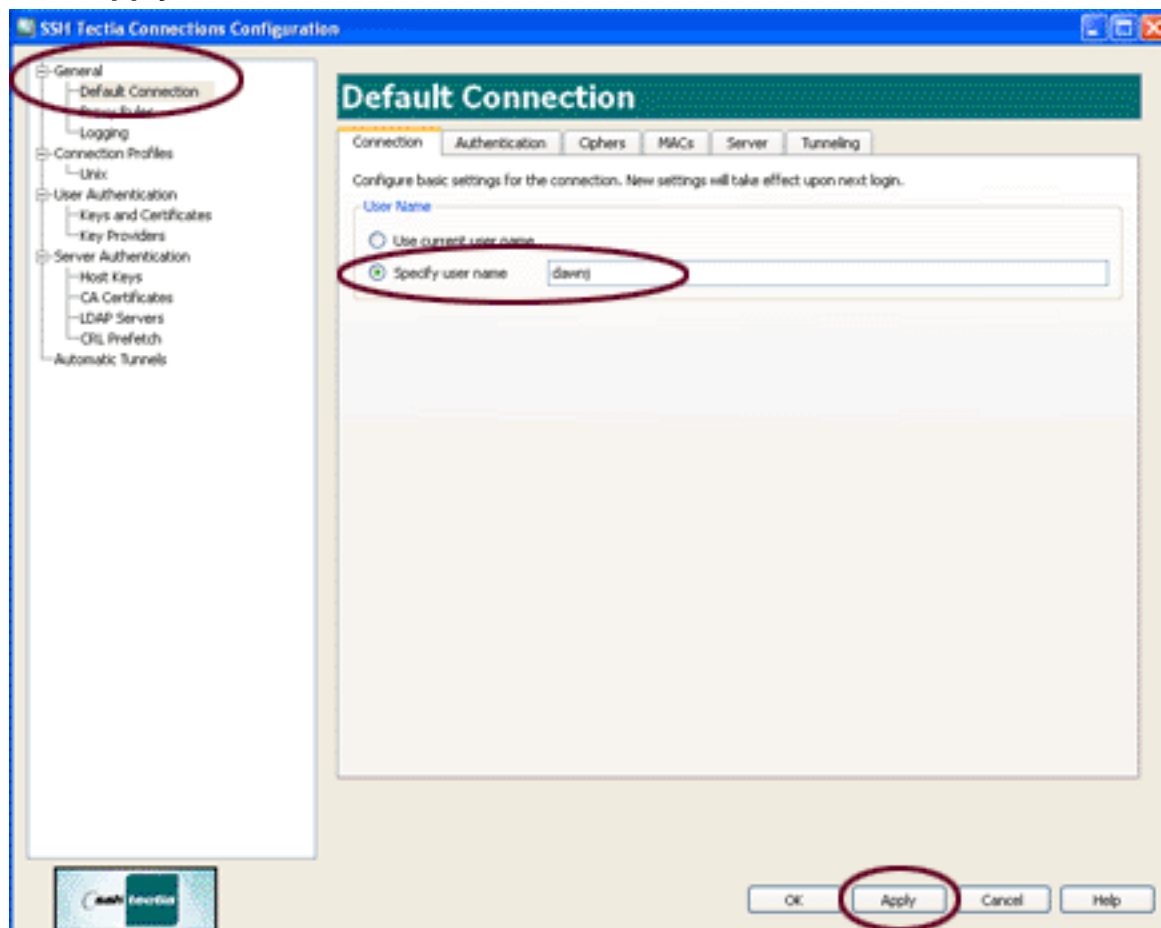 SSH Tectia Connections Configuration
General
Default Connection
Proxy Rules
Logging
Connection Profiles
Unix
User Authentication
Keys and Certificates
Key Providers
Server Authentication
Host Keys
CA Certificates
LDAP Servers
CRL Prefetch
Automatic Tunnels
Default Connection
Connection Authentication Ciphers MACs Server Tunneling
Configure basic settings for the connection. New settings will take effect upon next login.
User Name
Use current user name
Specify user name dawnj
ssh tectia
OK Apply Cancel Help